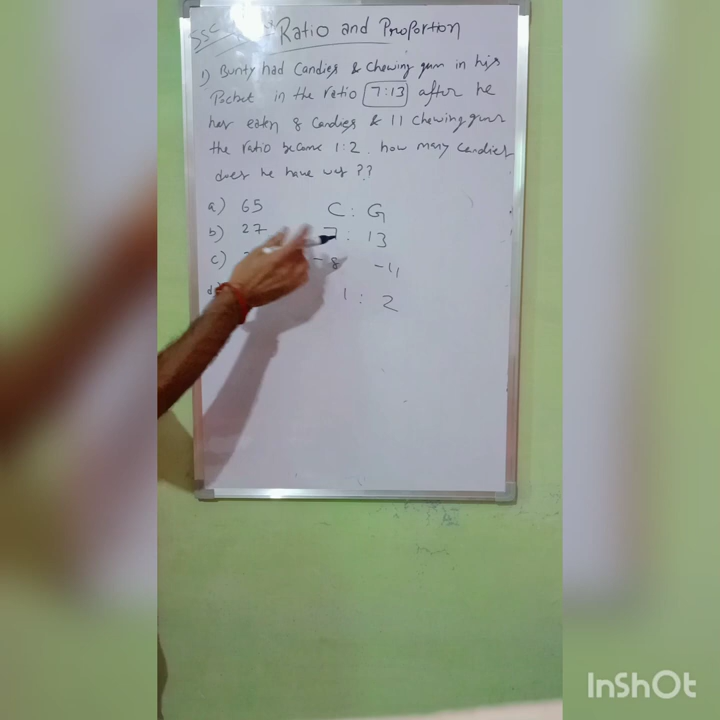 SSC Ratio and Proportion
1) Bunty had Candies & Chewing gum in his
Pocket in the ratio 7:13 after he
has eaten 8 Candies & 11 Chewing gum
the ratio became 1:2. how many Candies
does he have ??
a) 65
b) 27
c)
C : G
7 : 13
- 8 - 11
1 : 2
InShOt